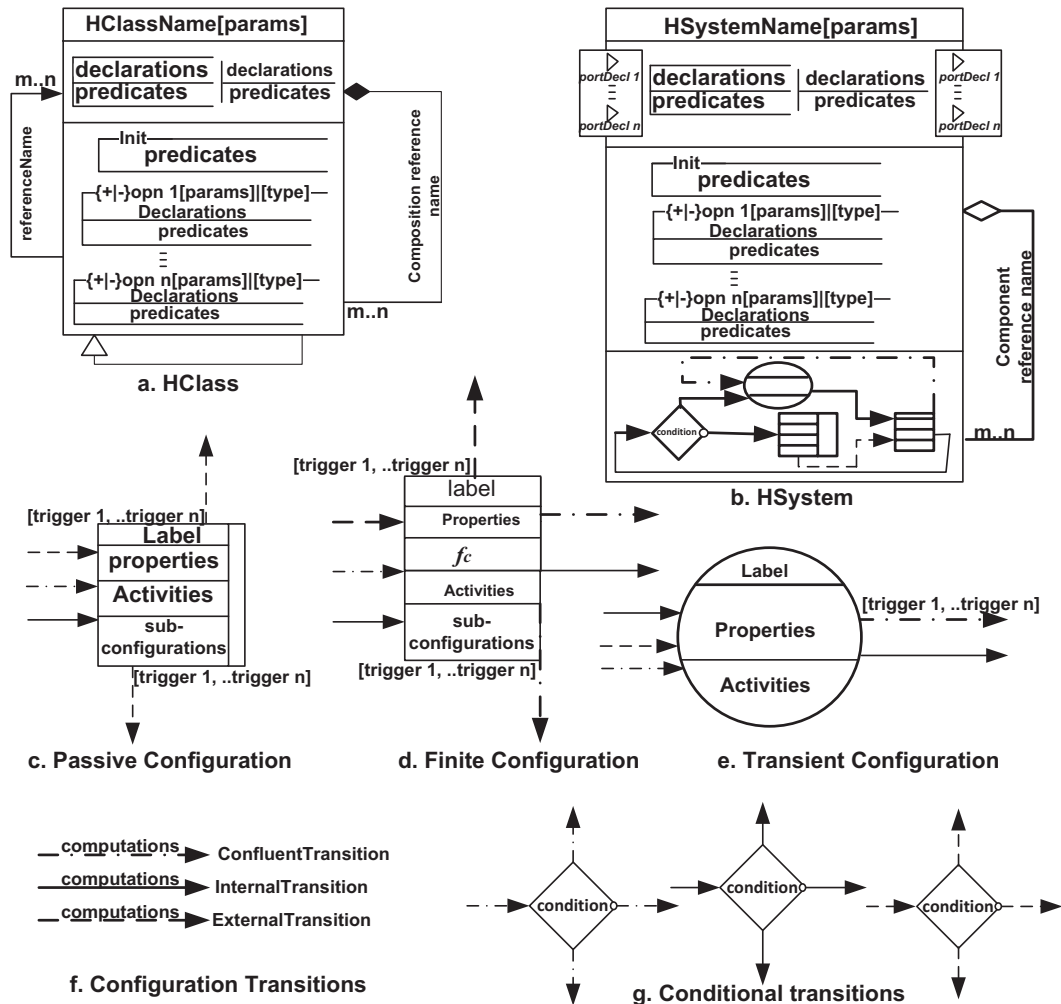 HClassName[params]
declarations
predicates
declarations
predicates
m..n
referenceName
Init
predicates
{+|-}opn 1[params]|[type]
Declarations
predicates
{+|-}opn n[params]|[type]
Declarations
predicates
Composition reference
name
m..n
a. HClass
HSystemName[params]
portDecl 1
portDecl n
declarations
predicates
declarations
predicates
portDecl 1
portDecl n
Init
predicates
{+|-}opn 1[params]|[type]
Declarations
predicates
{+|-}opn n[params]|[type]
Declarations
predicates
Component
reference name
condition
m..n
b. HSystem
[trigger 1, ..trigger n]
Label
properties
Activities
sub-
configurations
[trigger 1, ..trigger n]
c. Passive Configuration
[trigger 1, ..trigger n]
label
Properties
fc
Activities
sub-
configurations
[trigger 1, ..trigger n]
d. Finite Configuration
Label
Properties
Activities
[trigger 1, ..trigger n]
e. Transient Configuration
computations
ConfluentTransition
computations
InternalTransition
computations
ExternalTransition
f. Configuration Transitions
condition
condition
condition
g. Conditional transitions